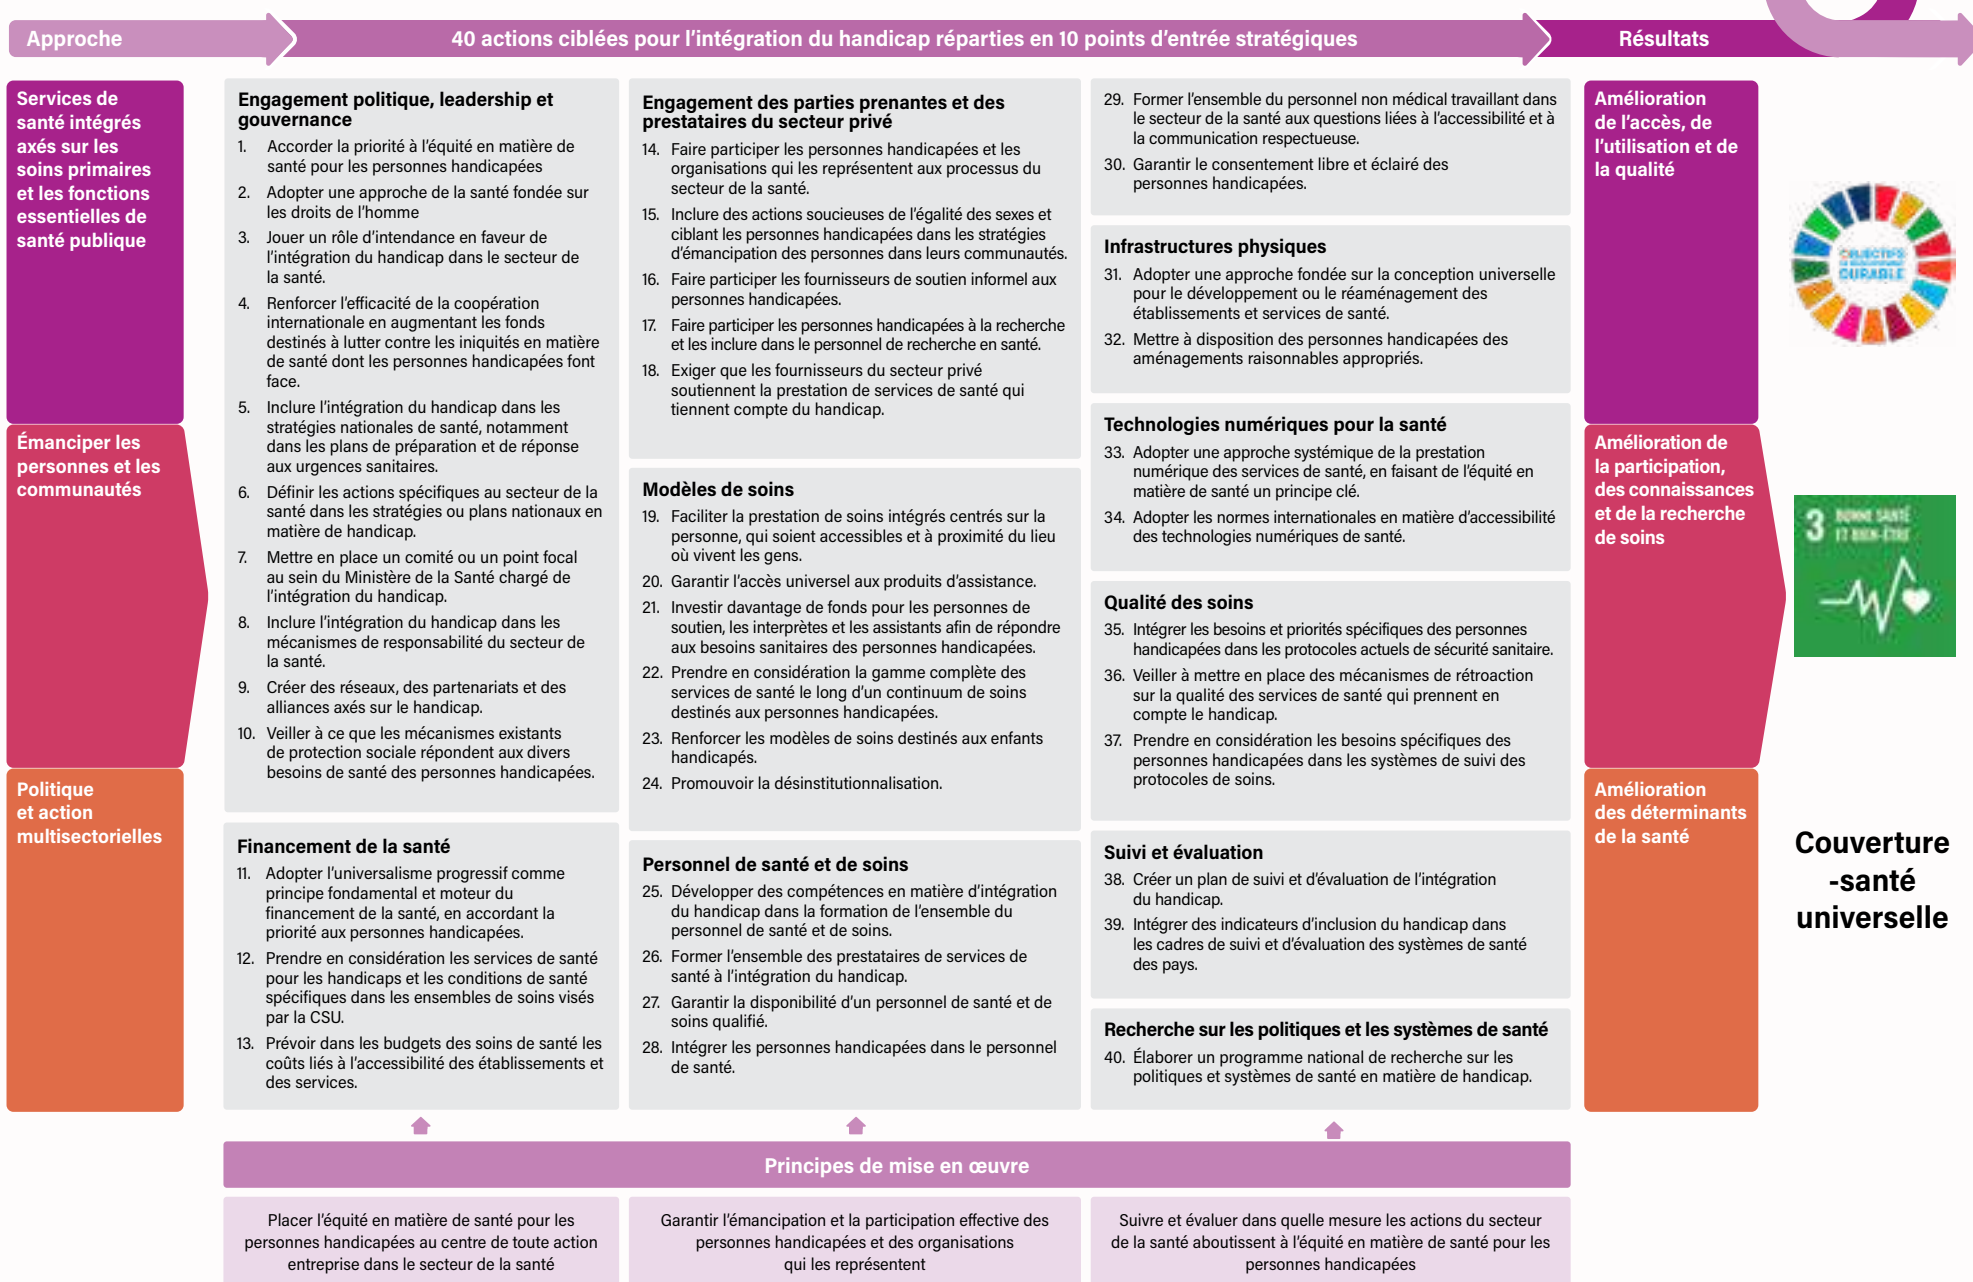 Approche
40 actions ciblées pour l'intégration du handicap réparties en 10 points d'entrée stratégiques
Résultats
Services de
santé intégrés
axés sur les
soins primaires
et les fonctions
essentielles de
santé publique
Émanciper les
personnes et les
communautés
Politique
et action
multisectorielles
Engagement politique, leadership et
gouvernance
1. Accorder la priorité à l'équité en matière de
santé pour les personnes handicapées
2. Adopter une approche de la santé fondée sur
les droits de l'homme
3. Jouer un rôle d'intendance en faveur de
l'intégration du handicap dans le secteur de
la santé.
4. Renforcer l'efficacité de la coopération
internationale en augmentant les fonds
destinés à lutter contre les iniquités en matière
de santé dont les personnes handicapées font
face.
5. Inclure l'intégration du handicap dans les
stratégies nationales de santé, notamment
dans les plans de préparation et de réponse
aux urgences sanitaires.
6. Définir les actions spécifiques au secteur de la
santé dans les stratégies ou plans nationaux en
matière de handicap.
7. Mettre en place un comité ou un point focal
au sein du Ministère de la Santé chargé de
l'intégration du handicap.
8. Inclure l'intégration du handicap dans les
mécanismes de responsabilité du secteur de
la santé.
9. Créer des réseaux, des partenariats et des
alliances axés sur le handicap.
10. Veiller à ce que les mécanismes existants
de protection sociale répondent aux divers
besoins de santé des personnes handicapées.
Financement de la santé
11. Adopter l'universalisme progressif comme
principe fondamental et moteur du
financement de la santé, en accordant la
priorité aux personnes handicapées.
12. Prendre en considération les services de santé
pour les handicaps et les conditions de santé
spécifiques dans les ensembles de soins visés
par la CSU.
13. Prévoir dans les budgets des soins de santé les
coûts liés à l'accessibilité des établissements et
des services.
Engagement des parties prenantes et des
prestataires du secteur privé
14. Faire participer les personnes handicapées et les
organisations qui les représentent aux processus du
secteur de la santé.
15. Inclure des actions soucieuses de l'égalité des sexes et
ciblant les personnes handicapées dans les stratégies
d'émancipation des personnes dans leurs communautés.
16. Faire participer les fournisseurs de soutien informel aux
personnes handicapées.
17. Faire participer les personnes handicapées à la recherche
et les inclure dans le personnel de recherche en santé.
18. Exiger que les fournisseurs du secteur privé
soutiennent la prestation de services de santé qui
tiennent compte du handicap.
Modèles de soins
19. Faciliter la prestation de soins intégrés centrés sur la
personne, qui soient accessibles et à proximité du lieu
où vivent les gens.
20. Garantir l'accès universel aux produits d'assistance.
21. Investir davantage de fonds pour les personnes de
soutien, les interprètes et les assistants afin de répondre
aux besoins sanitaires des personnes handicapées.
22. Prendre en considération la gamme complète des
services de santé le long d'un continuum de soins
destinés aux personnes handicapées.
23. Renforcer les modèles de soins destinés aux enfants
handicapés.
24. Promouvoir la désinstitutionnalisation.
Personnel de santé et de soins
25. Développer des compétences en matière d'intégration
du handicap dans la formation de l'ensemble du
personnel de santé et de soins.
26. Former l'ensemble des prestataires de services de
santé à l'intégration du handicap.
27. Garantir la disponibilité d'un personnel de santé et de
soins qualifié.
28. Intégrer les personnes handicapées dans le personnel
de santé.
29. Former l'ensemble du personnel non médical travaillant dans
le secteur de la santé aux questions liées à l'accessibilité et à
la communication respectueuse.
30. Garantir le consentement libre et éclairé des
personnes handicapées.
Infrastructures physiques
31. Adopter une approche fondée sur la conception universelle
pour le développement ou le réaménagement des
établissements et services de santé.
32. Mettre à disposition des personnes handicapées des
aménagements raisonnables appropriés.
Technologies numériques pour la santé
33. Adopter une approche systémique de la prestation
numérique des services de santé, en faisant de l'équité en
matière de santé un principe clé.
34. Adopter les normes internationales en matière d'accessibilité
des technologies numériques de santé.
Qualité des soins
35. Intégrer les besoins et priorités spécifiques des personnes
handicapées dans les protocoles actuels de sécurité sanitaire.
36. Veiller à mettre en place des mécanismes de rétroaction
sur la qualité des services de santé qui prennent en
compte le handicap.
37. Prendre en considération les besoins spécifiques des
personnes handicapées dans les systèmes de suivi des
protocoles de soins.
Suivi et évaluation
38. Créer un plan de suivi et d'évaluation de l'intégration
du handicap.
39. Intégrer des indicateurs d'inclusion du handicap dans
les cadres de suivi et d'évaluation des systèmes de santé
des pays.
Recherche sur les politiques et les systèmes de santé
40. Élaborer un programme national de recherche sur les
politiques et systèmes de santé en matière de handicap.
Amélioration
de l'accès, de
l'utilisation et de
la qualité
Amélioration de
la participation,
des connaissances
et de la recherche
de soins
Amélioration
des déterminants
de la santé
OBJECTIFS
DURABLE
3 BONNE SANTÉ
ET BIEN-ÊTRE
Couverture
-santé
universelle
Principes de mise en œuvre
Placer l'équité en matière de santé pour les
personnes handicapées au centre de toute action
entreprise dans le secteur de la santé
Garantir l'émancipation et la participation effective des
personnes handicapées et des organisations
qui les représentent
Suivre et évaluer dans quelle mesure les actions du secteur
de la santé aboutissent à l'équité en matière de santé pour les
personnes handicapées